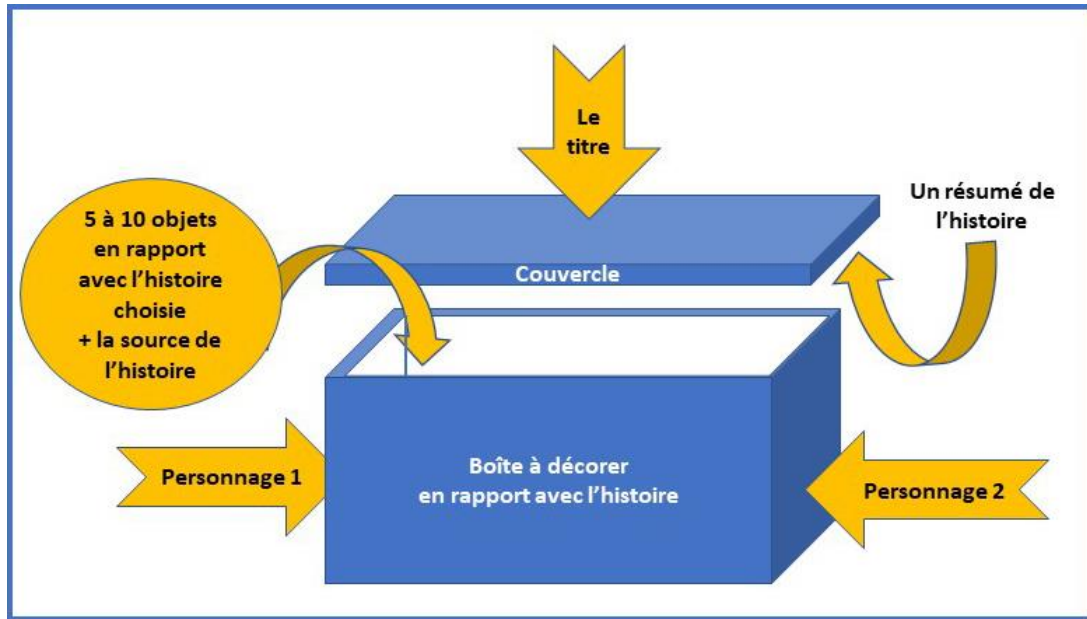 Le
titre
5 à 10 objets
en rapport
avec l'histoire
choisie
+ la source de
l'histoire
Un résumé de
l'histoire
Couvercle
Personnage 1
Boîte à décorer
en rapport avec l'histoire
Personnage 2